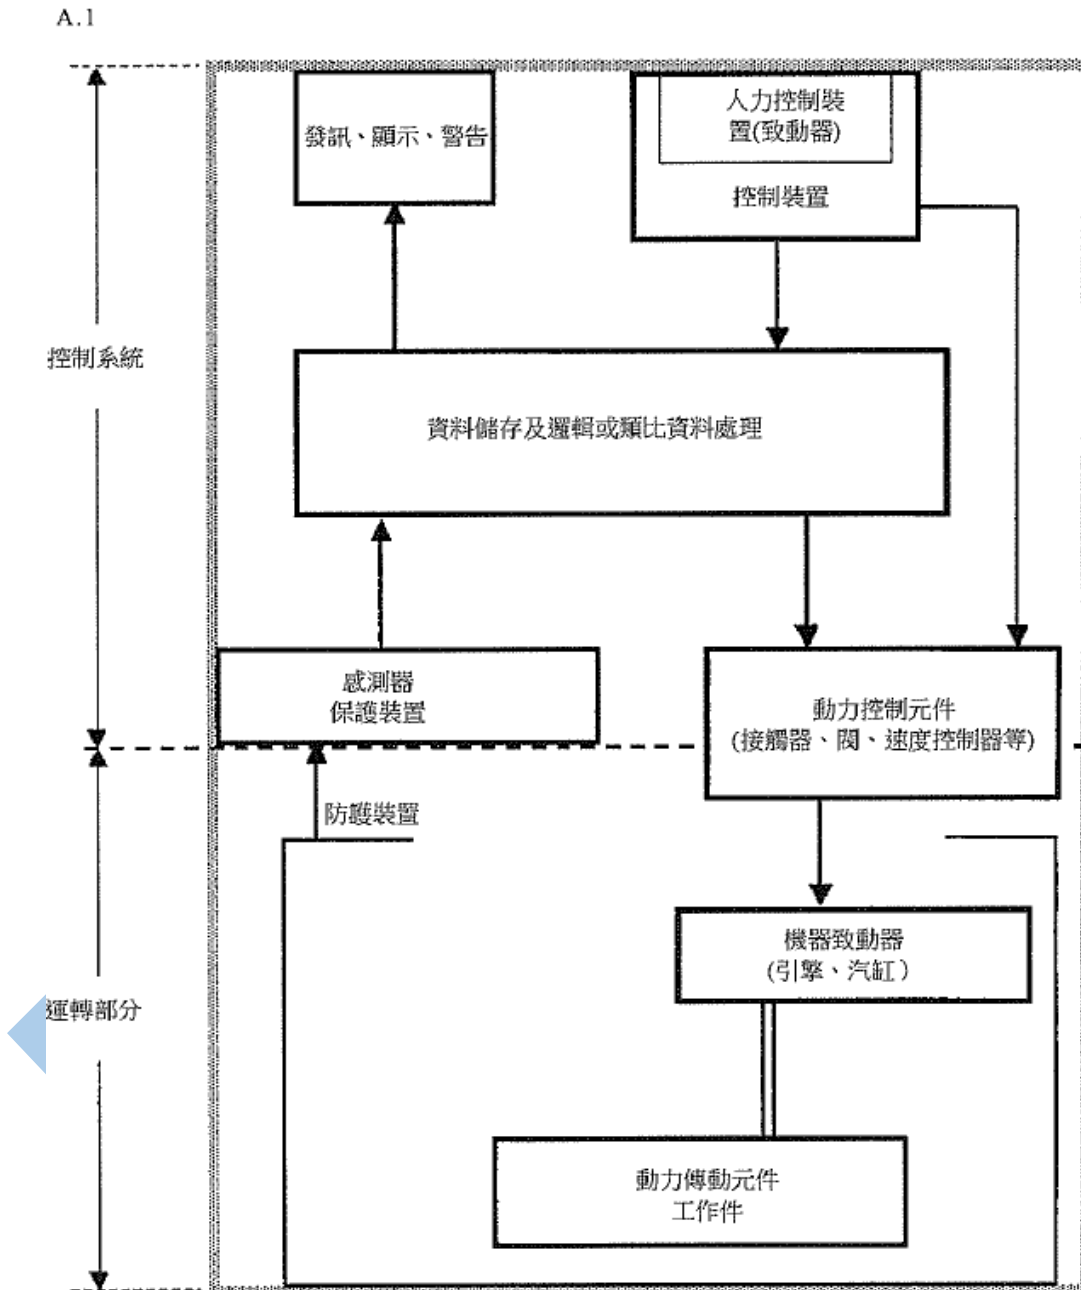 A.1
發訊、顯示、警告
人力控制裝
置(致動器)
控制裝置
控制系統
資料儲存及邏輯或類比資料處理
感測器
保護裝置
動力控制元件
(接觸器、閥、速度控制器等)
防護裝置
機器致動器
(引擎、汽缸)
運轉部分
動力傳動元件
工作件